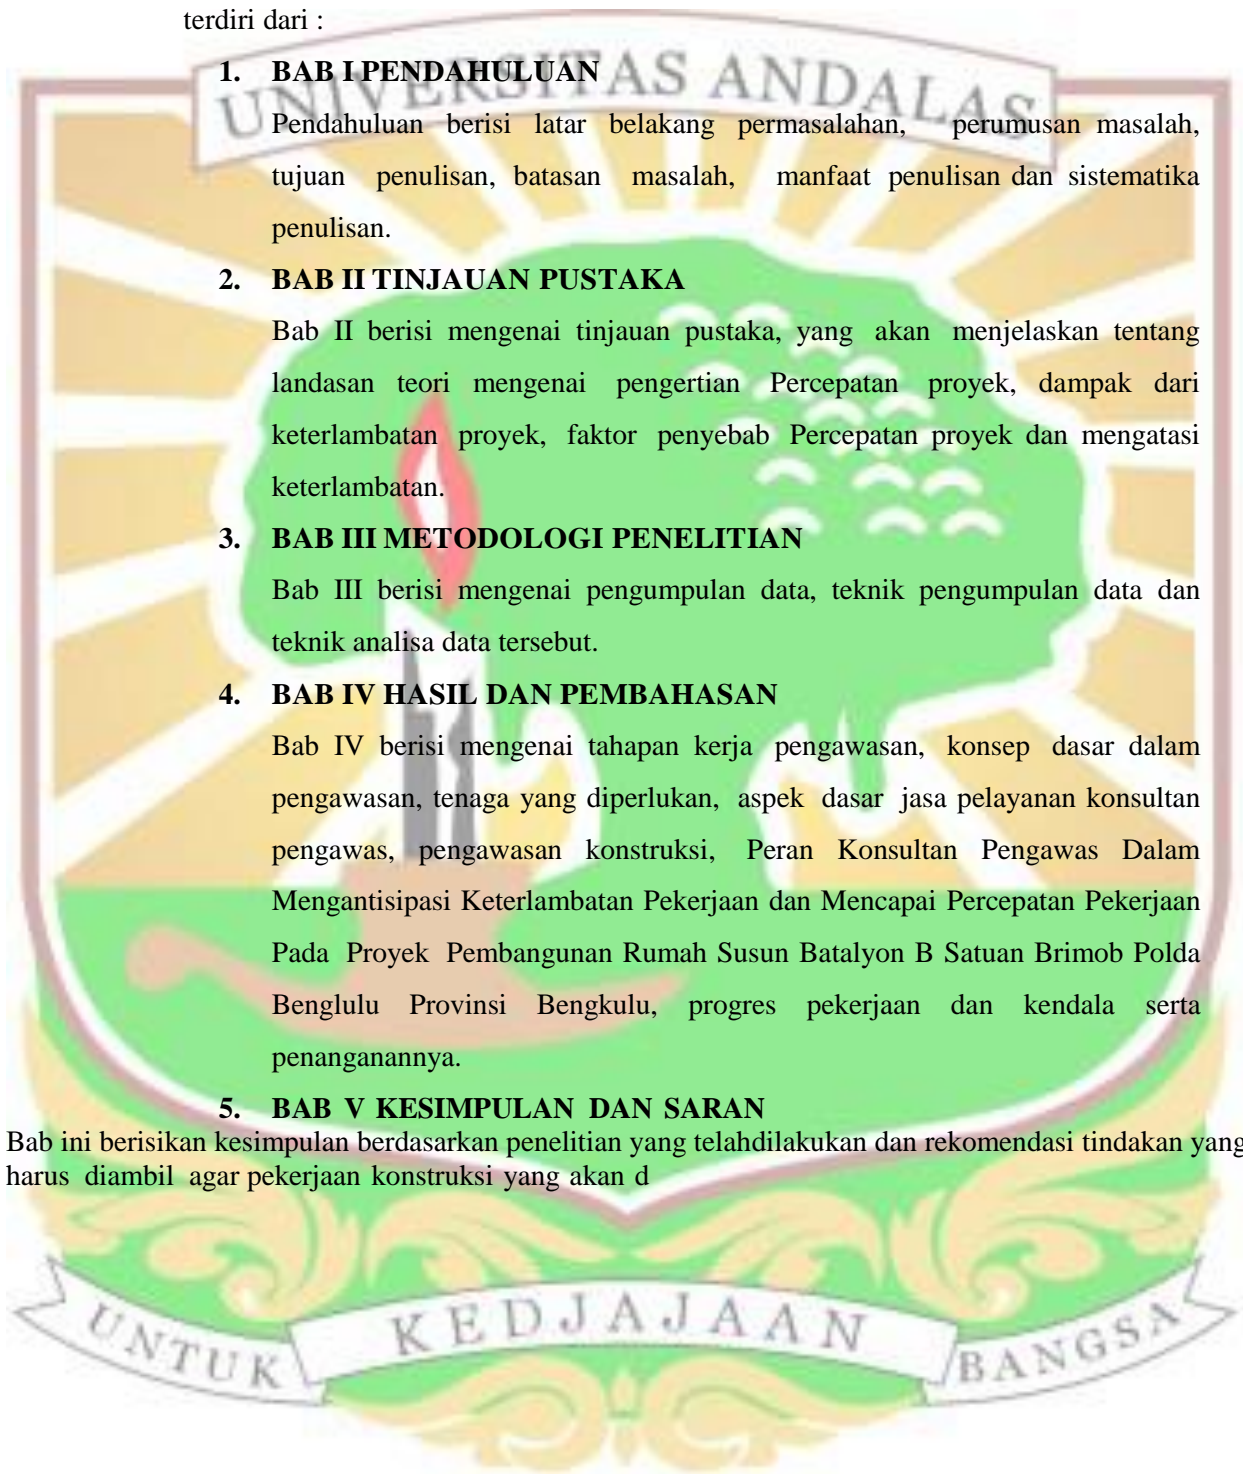 terdiri dari :
UNIVERSITAS ANDALAS
1. BAB I PENDAHULUAN
Pendahuluan berisi latar belakang permasalahan, perumusan masalah,
tujuan penulisan, batasan masalah, manfaat penulisan dan sistematika
penulisan.
2. BAB II TINJAUAN PUSTAKA
Bab II berisi mengenai tinjauan pustaka, yang akan menjelaskan tentang
landasan teori mengenai pengertian Percepatan proyek, dampak dari
keterlambatan proyek, faktor penyebab Percepatan proyek dan mengatasi
keterlambatan.
3. BAB III METODOLOGI PENELITIAN
Bab III berisi mengenai pengumpulan data, teknik pengumpulan data dan
teknik analisa data tersebut.
4. BAB IV HASIL DAN PEMBAHASAN
Bab IV berisi mengenai tahapan kerja pengawasan, konsep dasar dalam
pengawasan, tenaga yang diperlukan, aspek dasar jasa pelayanan konsultan
pengawas, pengawasan konstruksi, Peran Konsultan Pengawas Dalam
Mengantisipasi Keterlambatan Pekerjaan dan Mencapai Percepatan Pekerjaan
Pada Proyek Pembangunan Rumah Susun Batalyon B Satuan Brimob Polda
Benglulu Provinsi Bengkulu, progres pekerjaan dan kendala serta
penanganannya.
5. BAB V KESIMPULAN DAN SARAN
Bab ini berisikan kesimpulan berdasarkan penelitian yang telahdilakukan dan rekomendasi tindakan yang
harus diambil agar pekerjaan konstruksi yang akan d
UNTUK KEDJAJAAN BANGSA